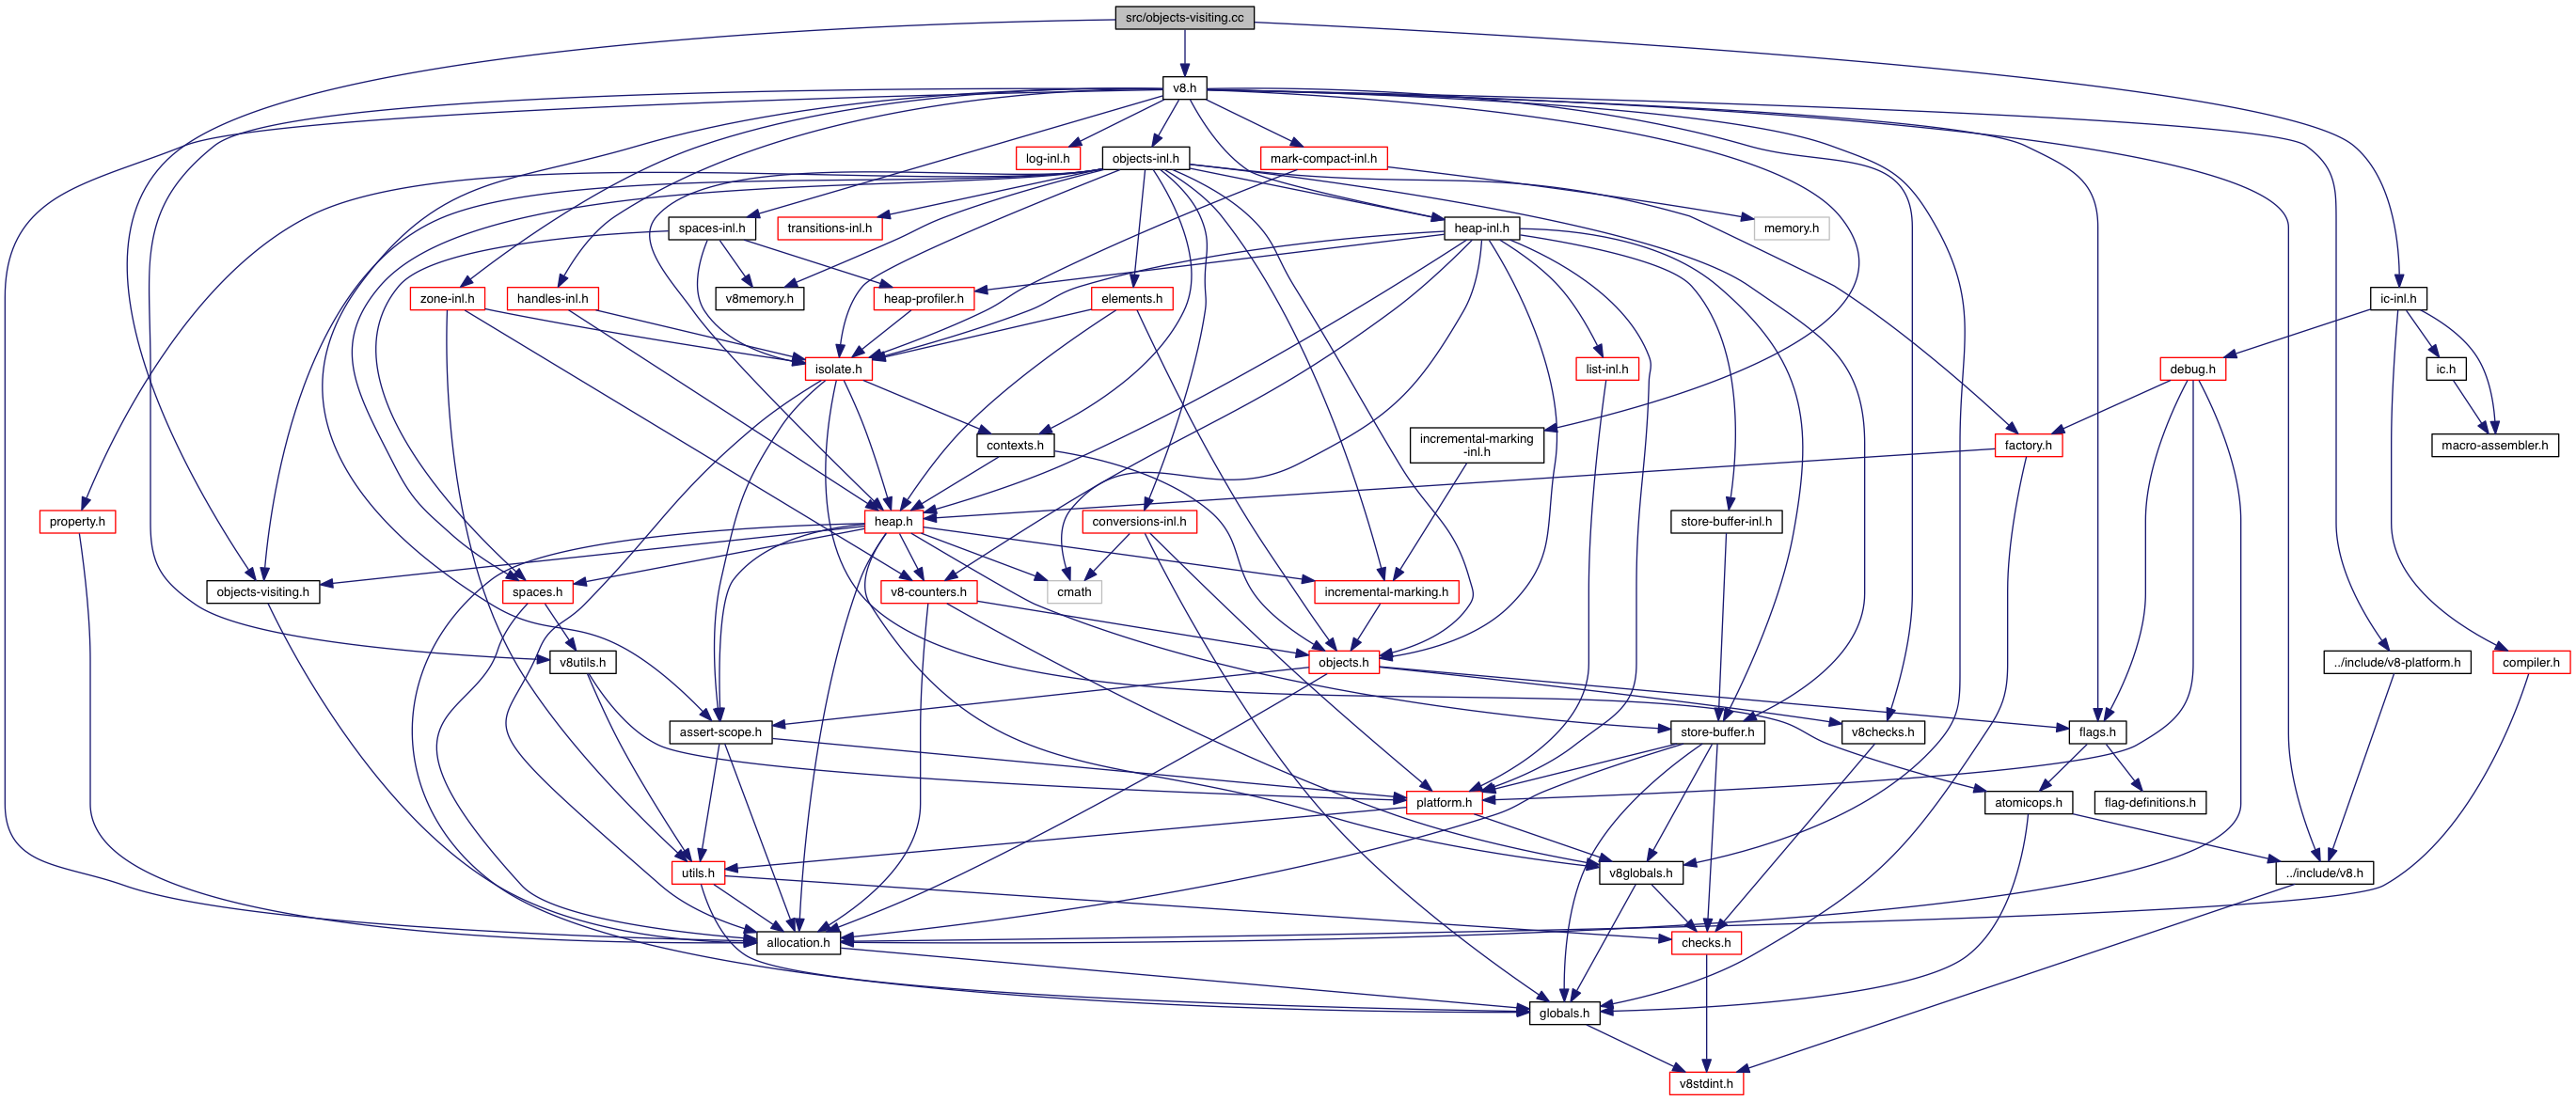 src/objects-visiting.cc
v8.h
log-inl.h
objects-inl.h
mark-compact-inl.h
spaces-inl.h
transitions-inl.h
heap-inl.h
memory.h
zone-inl.h
handles-inl.h
v8memory.h
heap-profiler.h
elements.h
ic-inl.h
isolate.h
list-inl.h
debug.h
ic.h
contexts.h
incremental-marking
-inl.h
factory.h
macro-assembler.h
property.h
heap.h
conversions-inl.h
store-buffer-inl.h
objects-visiting.h
spaces.h
v8-counters.h
cmath
incremental-marking.h
v8utils.h
objects.h
../include/v8-platform.h
compiler.h
assert-scope.h
store-buffer.h
v8checks.h
flags.h
platform.h
atomicops.h
flag-definitions.h
utils.h
v8globals.h
../include/v8.h
allocation.h
checks.h
globals.h
v8stdint.h